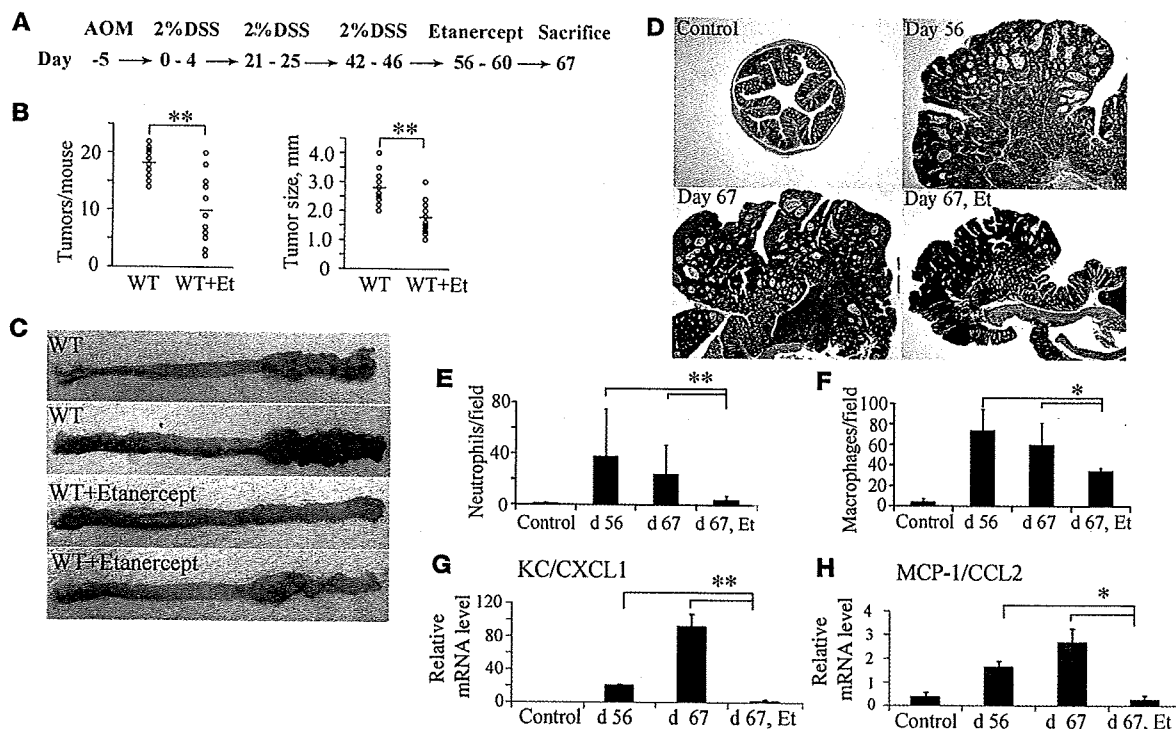 A
AOM 2%DSS 2%DSS 2%DSS Etanercept Sacrifice
Day -5 → 0 - 4 → 21 - 25 → 42 - 46 → 56 - 60 → 67
B
**
Tumors/mouse
20
10
0
WT WT+Et
**
Tumor size, mm
4.0
3.0
2.0
1.0
WT WT+Et
C
WT
WT
WT+Etanercept
WT+Etanercept
D
Control
Day 56
Day 67
Day 67, Et
E
**
Neutrophils/field
80
40
0
Control d 56 d 67 d 67, Et
F
*
Macrophages/field
100
80
60
40
20
0
Control d 56 d 67 d 67, Et
G
KC/CXCL1
**
Relative
mRNA level
120
80
40
0
Control d 56 d 67 d 67, Et
H
MCP-1/CCL2
*
Relative
mRNA level
4
3
2
1
0
Control d 56 d 67 d 67, Et